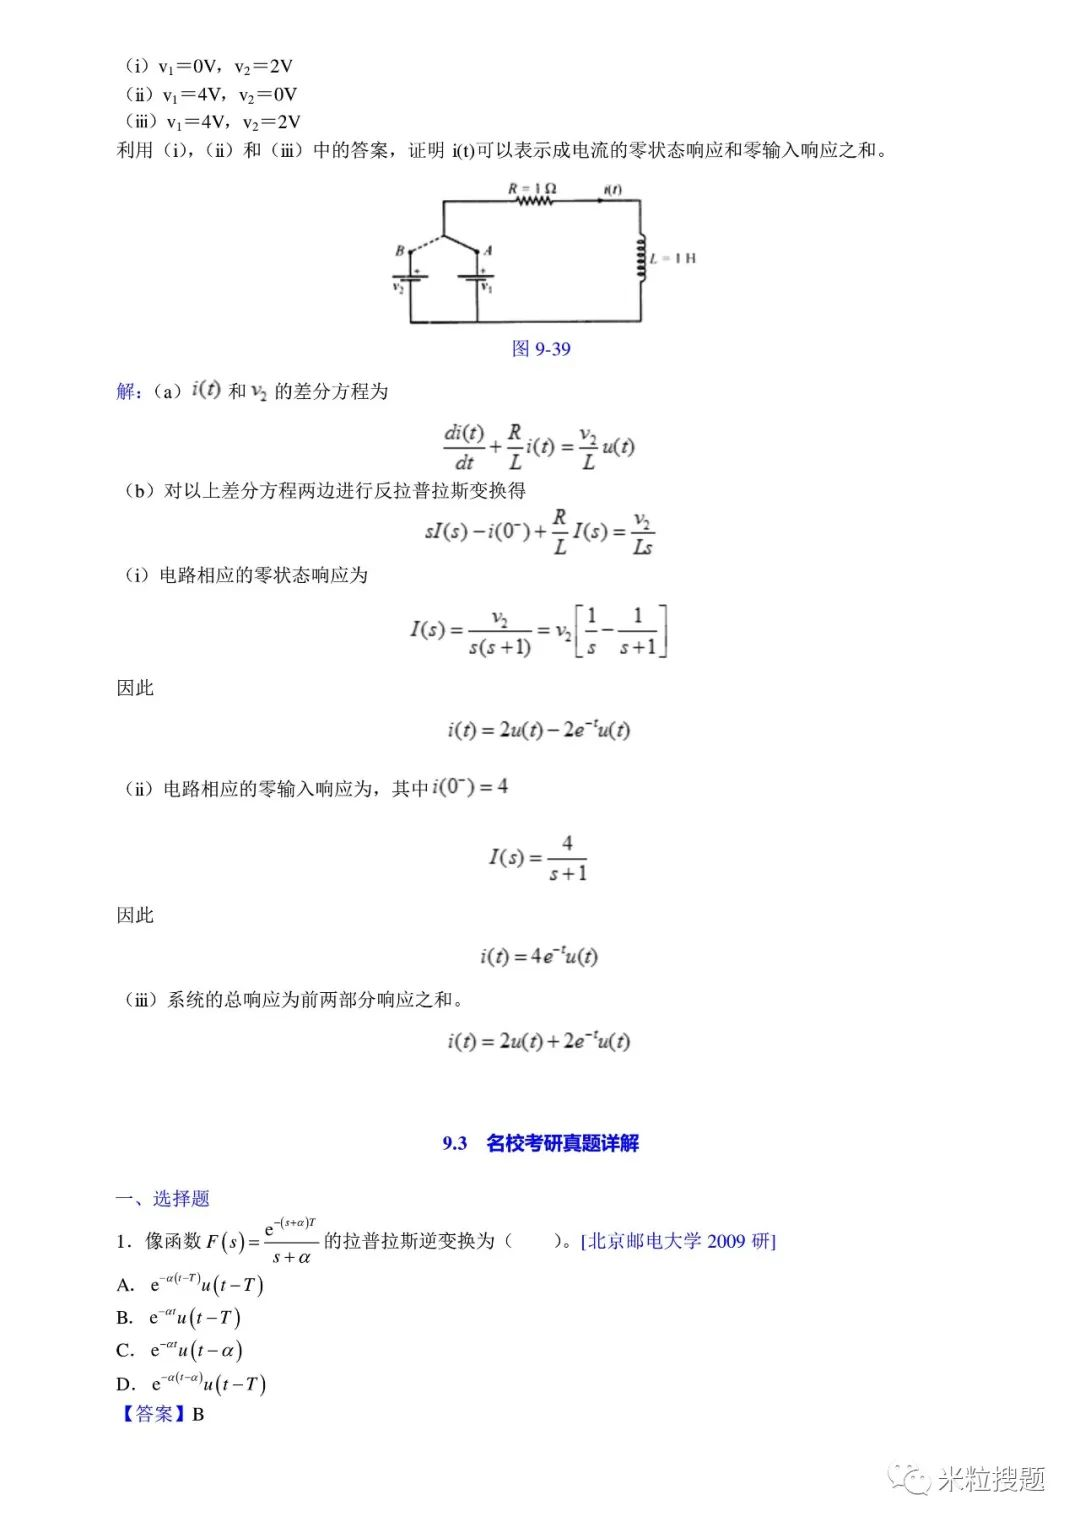 （i）v₁＝0V，v₂＝2V
（ii）v₁＝4V，v₂＝0V
（iii）v₁＝4V，v₂＝2V
利用（i），（ii）和（iii）中的答案，证明 i(t)可以表示成电流的零状态响应和零输入响应之和。
R = 1 Ω i(t)
B A
L = 1 H
+ +
v₂ v₁
图 9-39
解：（a）i(t) 和 v₂ 的差分方程为
di(t)/dt + R/L i(t) = v₂/L u(t)
（b）对以上差分方程两边进行反拉普拉斯变换得
sI(s) − i(0⁻) + R/L I(s) = v₂/Ls
（i）电路相应的零状态响应为
I(s) = v₂/s(s+1) = v₂[1/s − 1/s+1]
因此
i(t) = 2u(t) − 2e⁻ᵗu(t)
（ii）电路相应的零输入响应为，其中 i(0⁻) = 4
I(s) = 4/s+1
因此
i(t) = 4e⁻ᵗu(t)
（iii）系统的总响应为前两部分响应之和。
i(t) = 2u(t) + 2e⁻ᵗu(t)
9.3 名校考研真题详解
一、选择题
1．像函数 F(s) = e^{−(s+α)T}/s+α 的拉普拉斯逆变换为（ ）。[北京邮电大学 2009 研]
A． e^{−α(t−T)}u(t−T)
B． e^{−αt}u(t−T)
C． e^{−αt}u(t−α)
D． e^{−α(t−α)}u(t−T)
【答案】B
米粒搜题